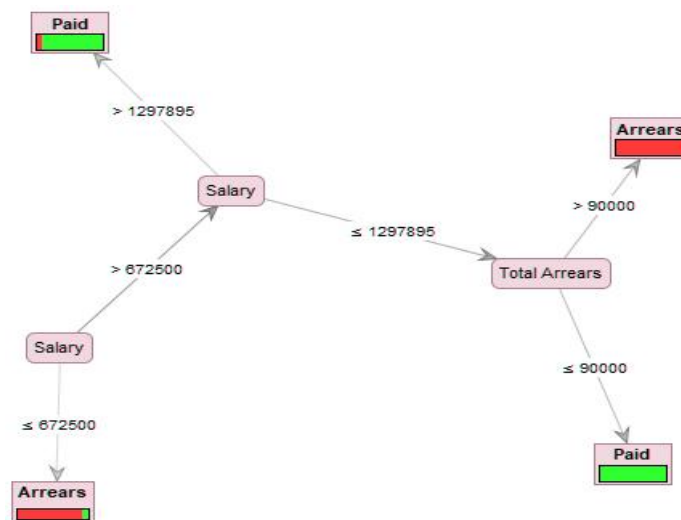 Paid
> 1297895
Arrears
Salary
> 90000
≤ 1297895
> 672500
Total Arrears
Salary
≤ 90000
≤ 672500
Paid
Arrears